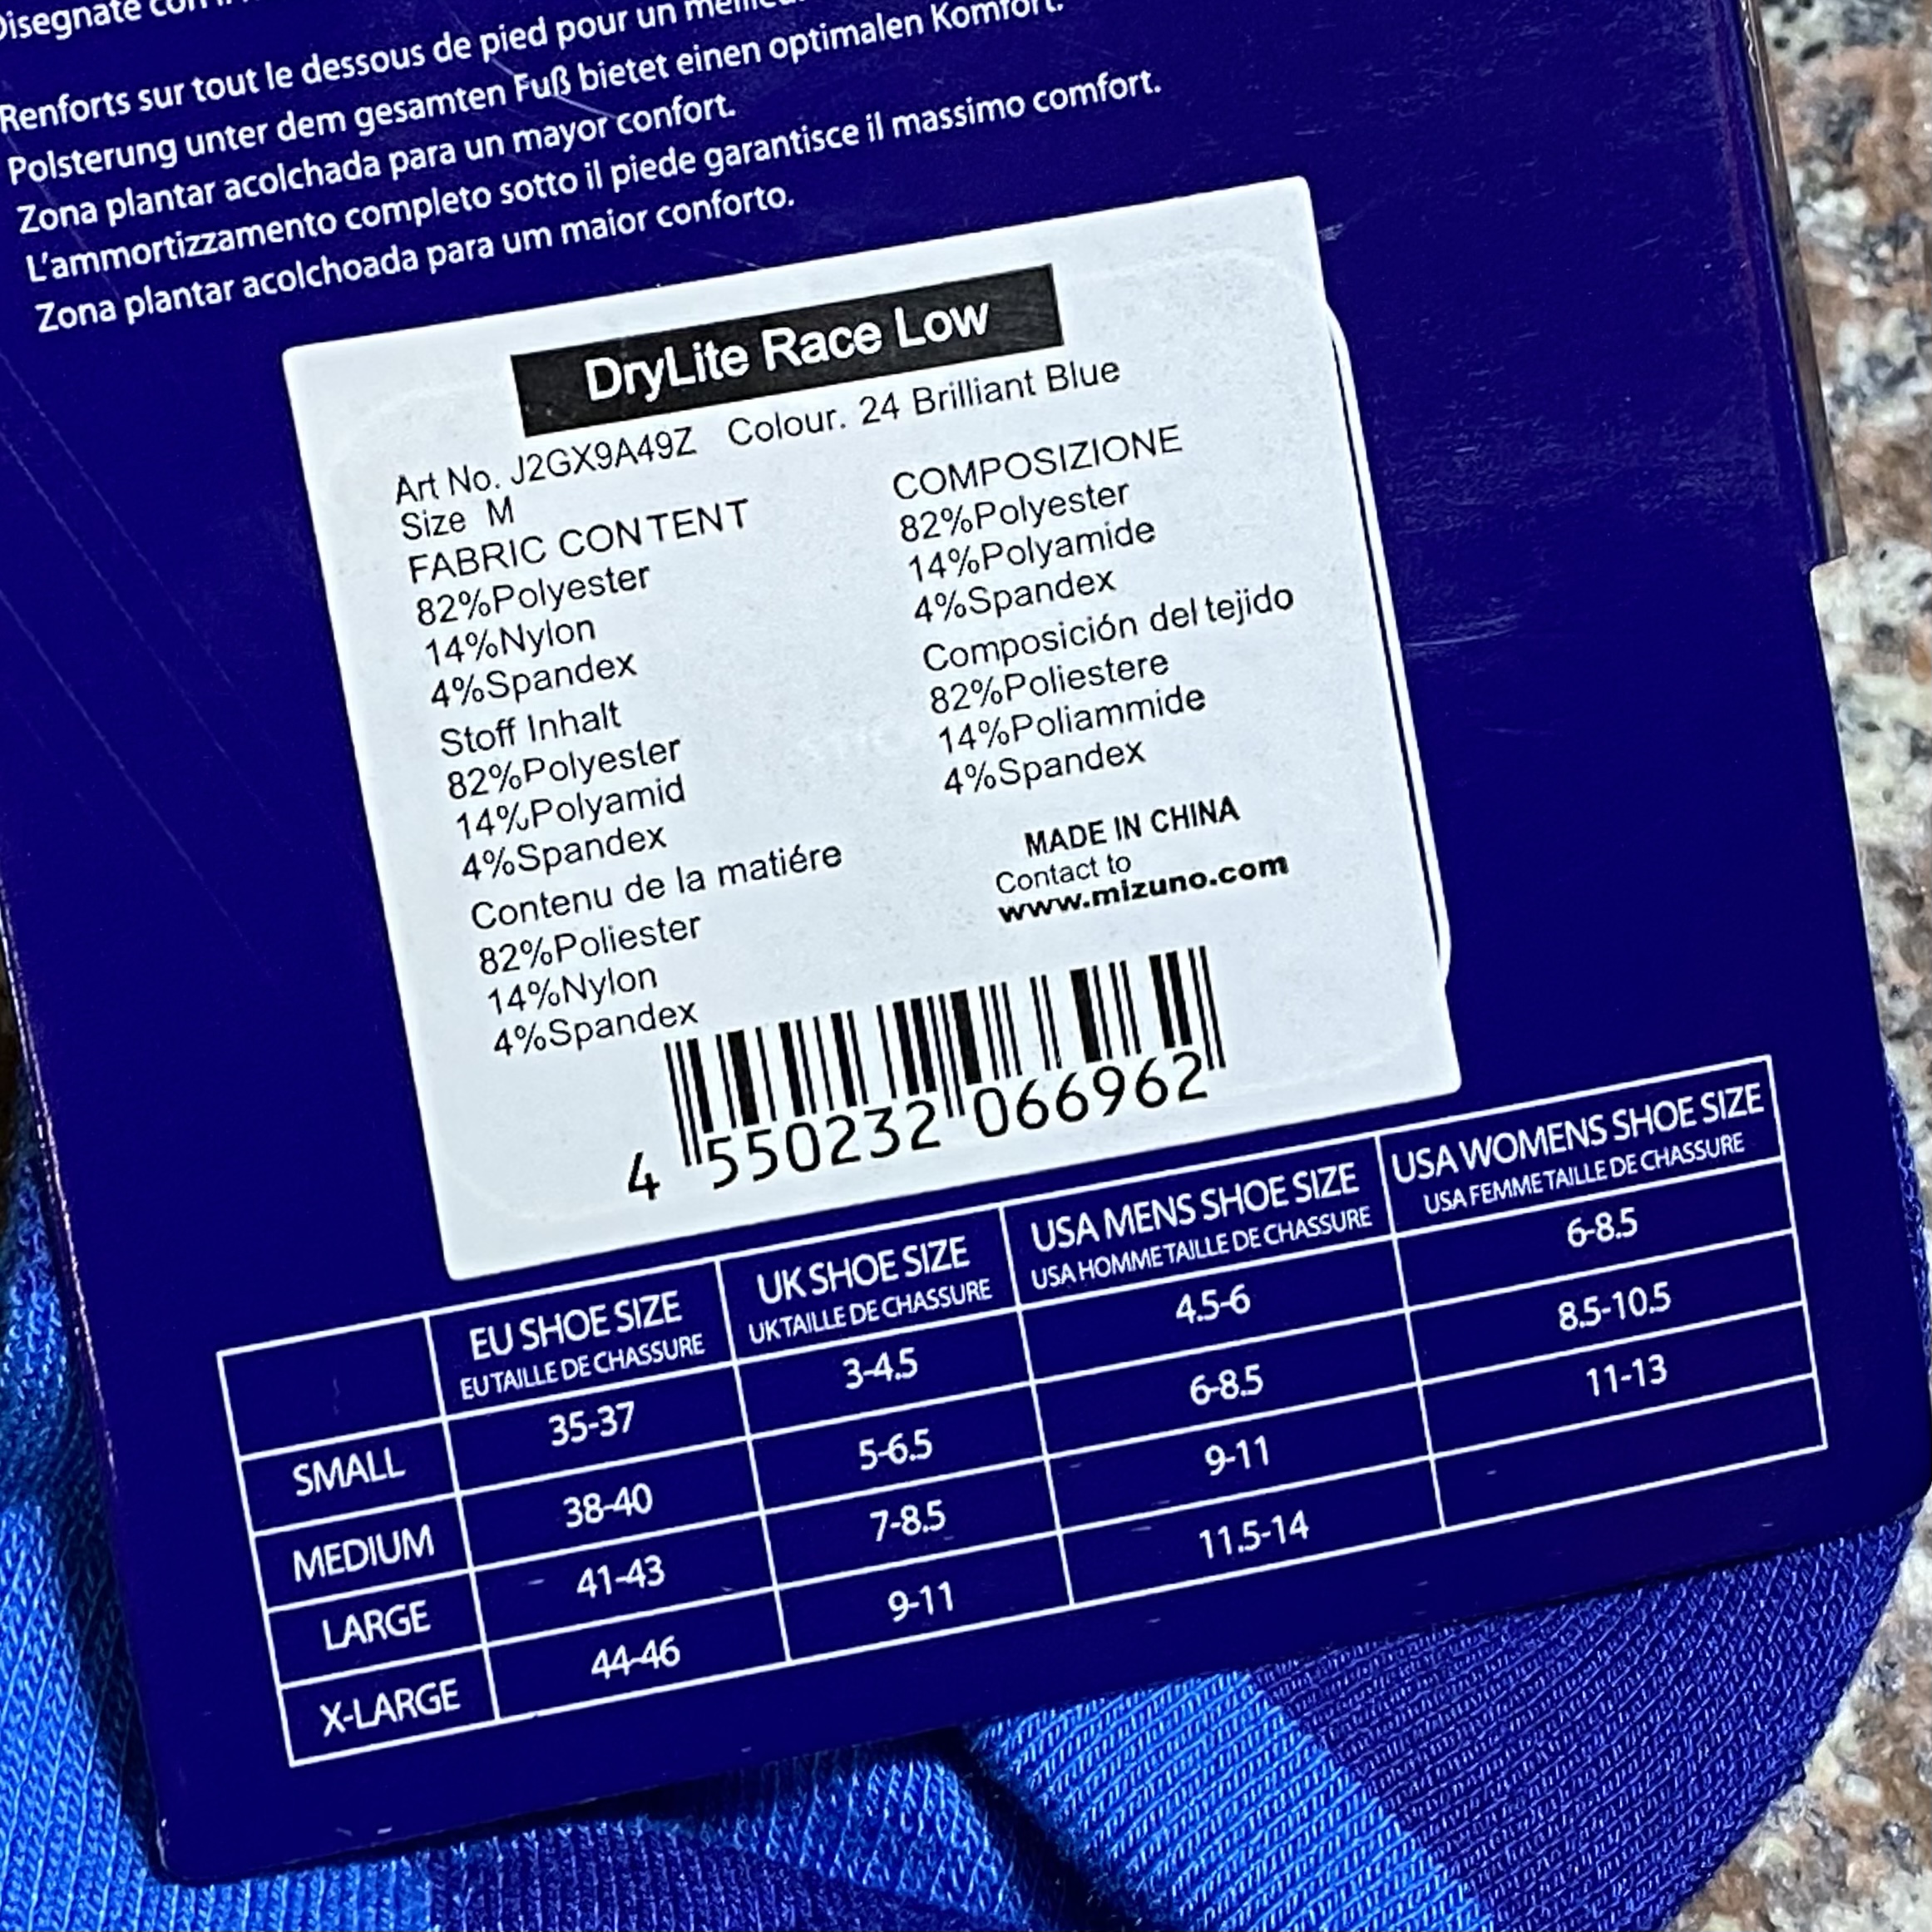 Disegnate con
Renforts sur tout le dessous de pied pour un
Polsterung unter dem gesamten Fuß bietet einen optimalen Komfort.
Zona plantar acolchada para un mayor confort.
L'ammortizzamento completo sotto il piede garantisce il massimo comfort.
Zona plantar acolchoada para um maior conforto.
DryLite Race Low
Art No. J2GX9A49Z Colour. 24 Brilliant Blue
Size M
FABRIC CONTENT
82%Polyester
14%Nylon
4%Spandex
Stoff Inhalt
82%Polyester
14%Polyamid
4%Spandex
Contenu de la matiére
82%Poliester
14%Nylon
4%Spandex
COMPOSIZIONE
82%Polyester
14%Polyamide
4%Spandex
Composición del tejido
82%Poliestere
14%Poliammide
4%Spandex
MADE IN CHINA
Contact to
www.mizuno.com
4 550232 066962
EU SHOE SIZE UK SHOE SIZE USA MENS SHOE SIZE USA WOMENS SHOE SIZE
EU TAILLE DE CHASSURE UK TAILLE DE CHASSURE USA HOMME TAILLE DE CHASSURE USA FEMME TAILLE DE CHASSURE
SMALL 35-37 3-4.5 4.5-6 6-8.5
MEDIUM 38-40 5-6.5 6-8.5 8.5-10.5
LARGE 41-43 7-8.5 9-11 11-13
X-LARGE 44-46 9-11 11.5-14